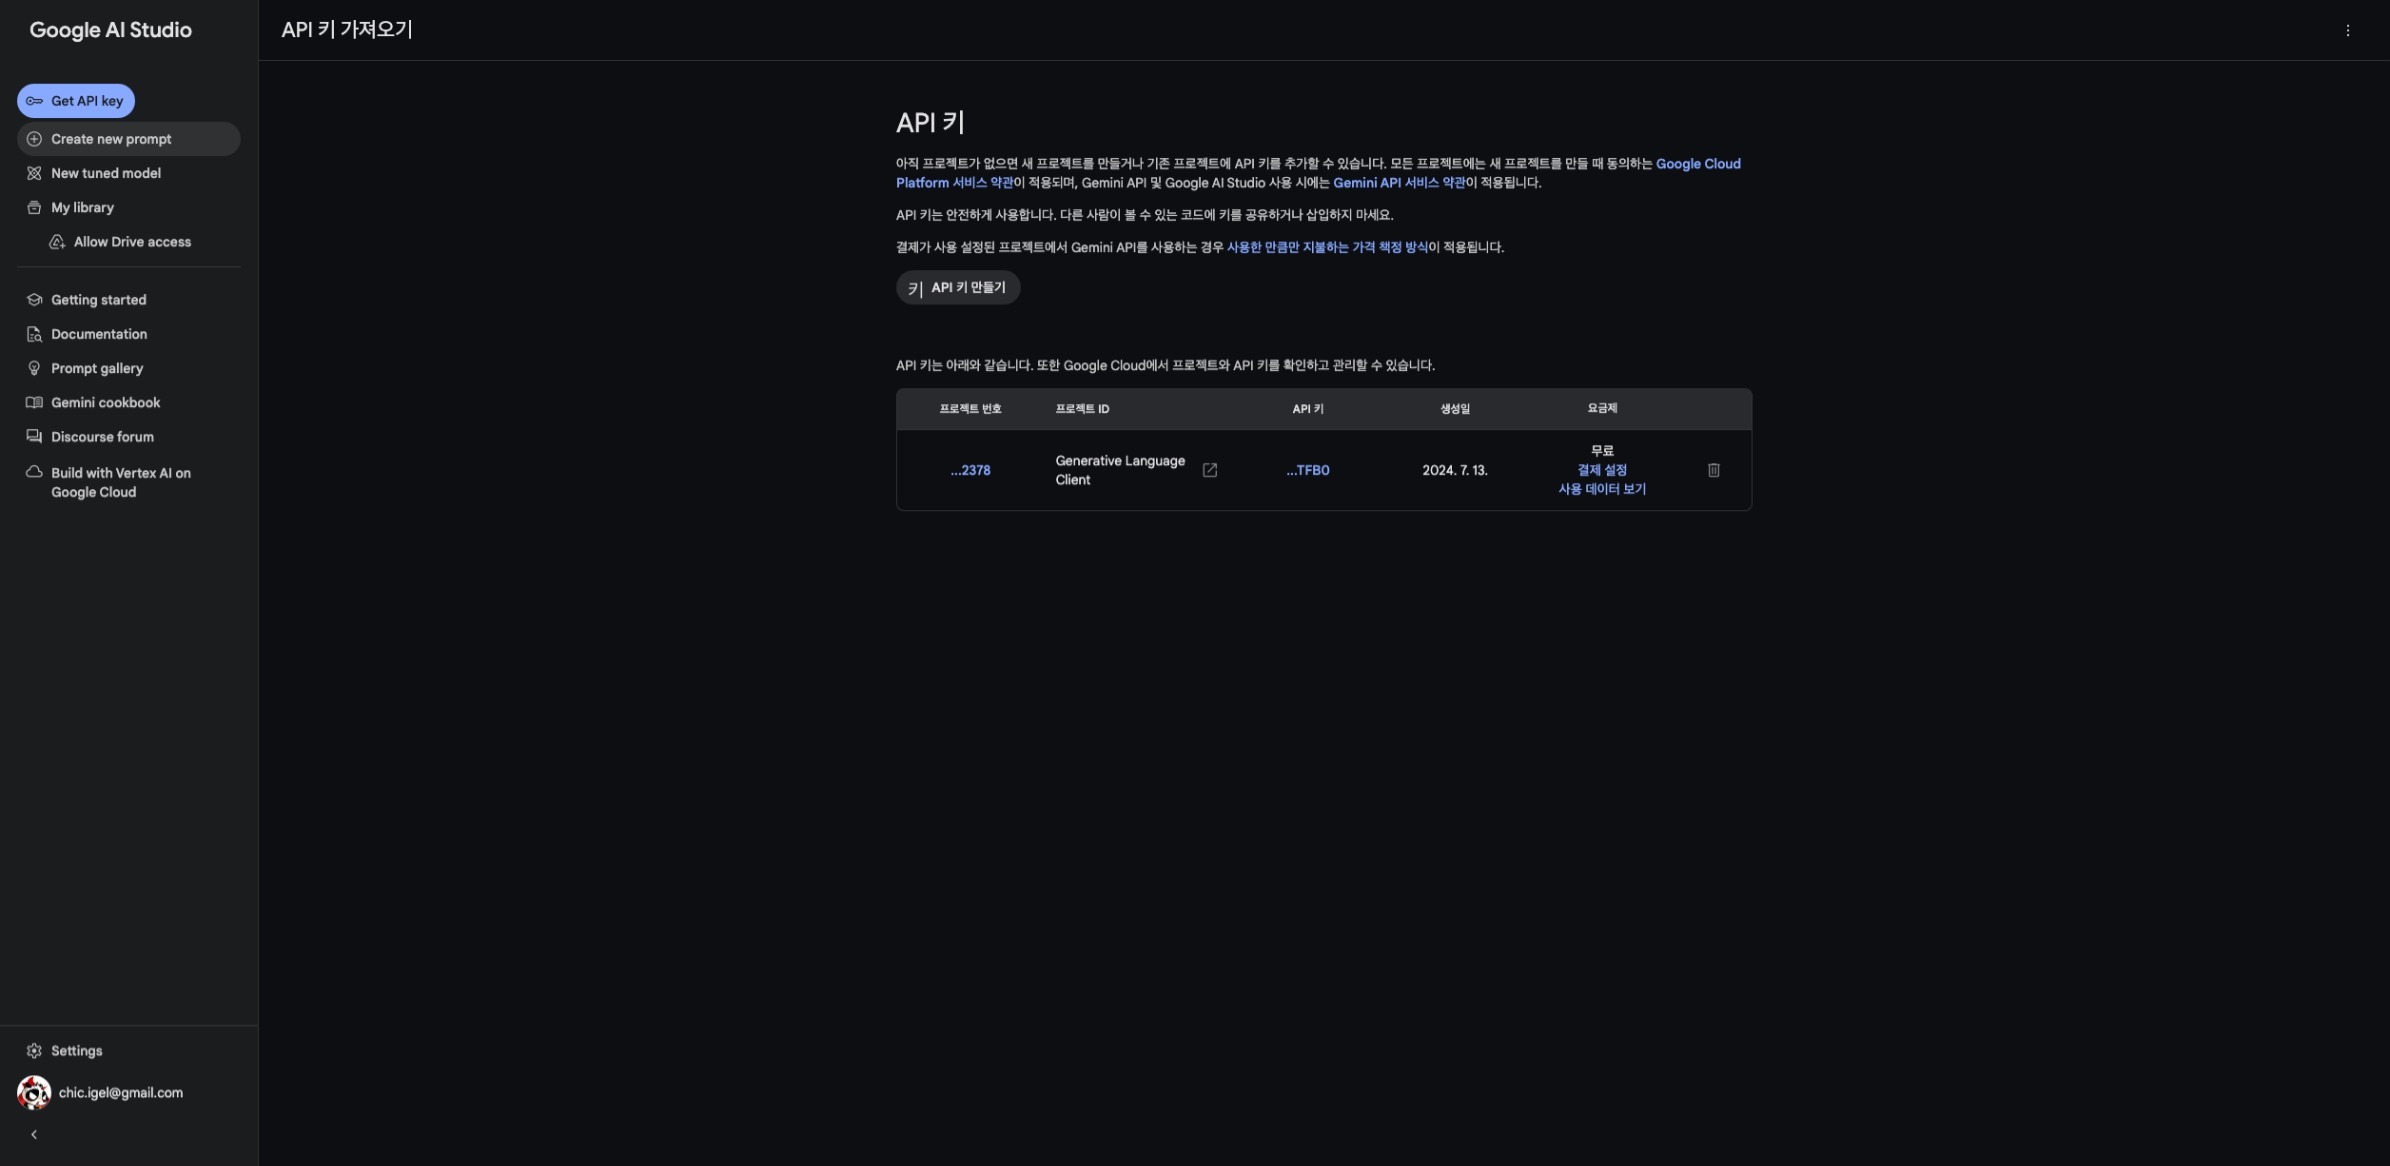 Google AI Studio
Get API key
Create new prompt
New tuned model
My library
Allow Drive access
Getting started
Documentation
Prompt gallery
Gemini cookbook
Discourse forum
Build with Vertex AI on
Google Cloud
Settings
chic.igel@gmail.com
API 키 가져오기
API 키
아직 프로젝트가 없으면 새 프로젝트를 만들거나 기존 프로젝트에 API 키를 추가할 수 있습니다. 모든 프로젝트에는 새 프로젝트를 만들 때 동의하는 Google Cloud
Platform 서비스 약관이 적용되며, Gemini API 및 Google AI Studio 사용 시에는 Gemini API 서비스 약관이 적용됩니다.
API 키는 안전하게 사용합니다. 다른 사람이 볼 수 있는 코드에 키를 공유하거나 삽입하지 마세요.
결제가 사용 설정된 프로젝트에서 Gemini API를 사용하는 경우 사용한 만큼만 지불하는 가격 책정 방식이 적용됩니다.
키 API 키 만들기
API 키는 아래와 같습니다. 또한 Google Cloud에서 프로젝트와 API 키를 확인하고 관리할 수 있습니다.
프로젝트 번호 프로젝트 ID API 키 생성일 요금제
...2378 Generative Language Client ...TFB0 2024. 7. 13. 무료
결제 설정
사용 데이터 보기